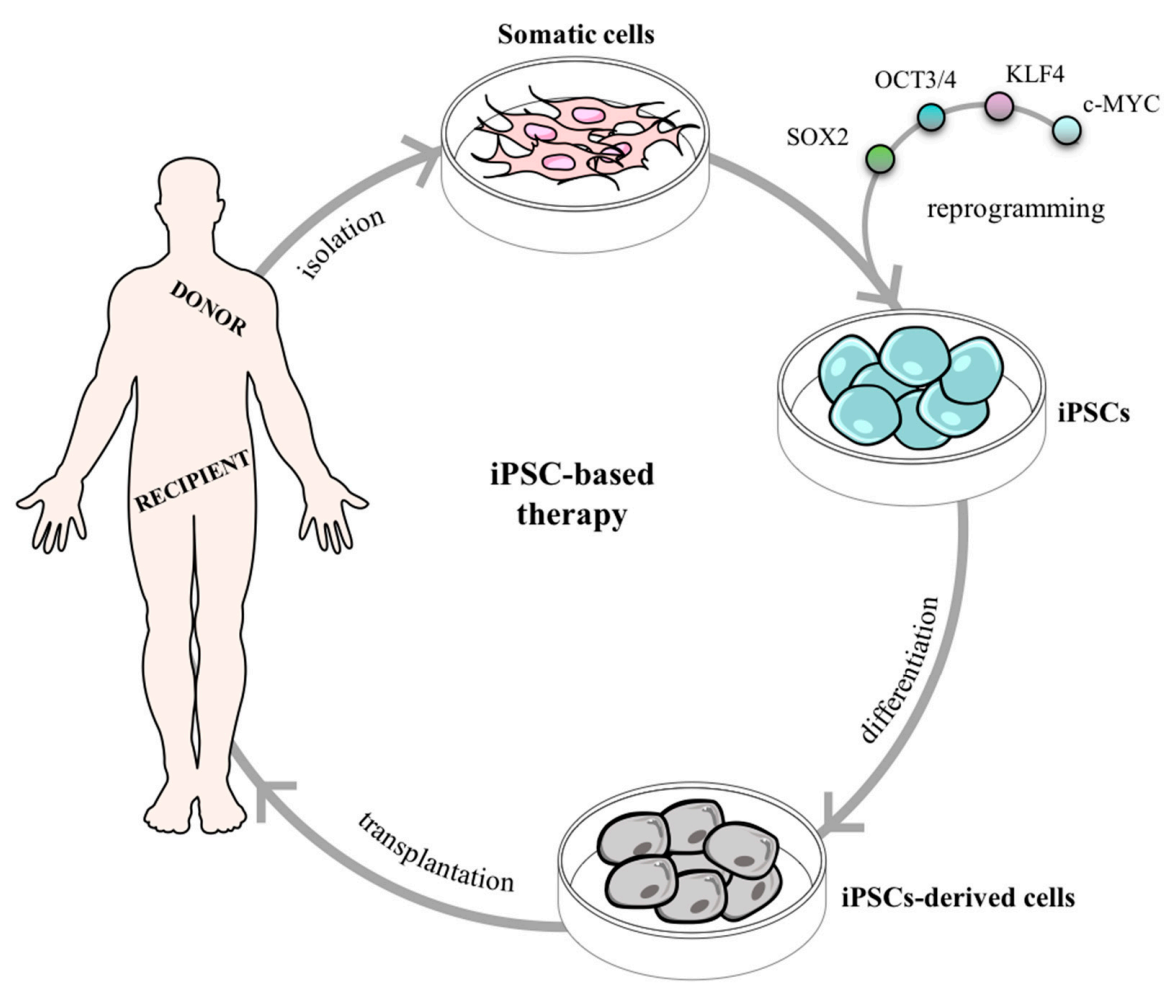 Somatic cells
OCT3/4
KLF4
c-MYC
SOX2
reprogramming
isolation
DONOR
iPSCs
RECIPIENT
iPSC-based
therapy
differentiation
transplantation
iPSCs-derived cells